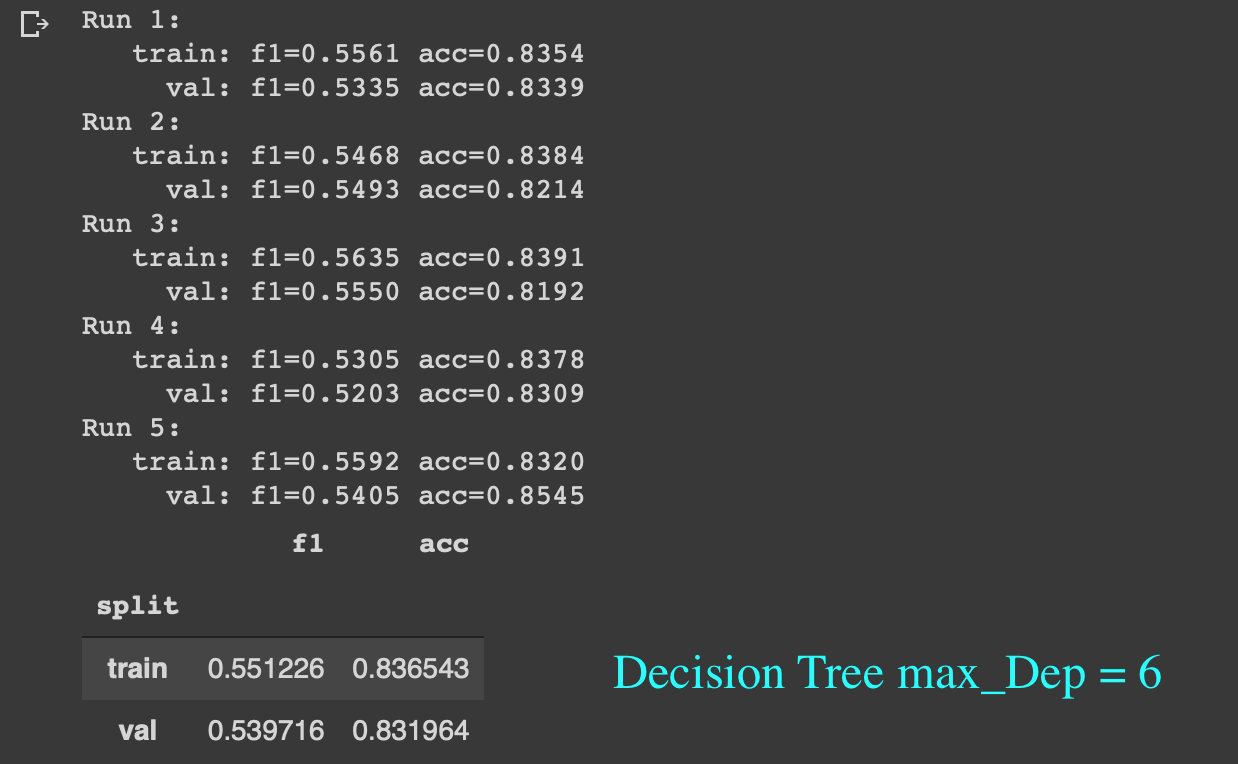 Run 1:
train: f1=0.5561 acc=0.8354
val: f1=0.5335 acc=0.8339
Run 2:
train: f1=0.5468 acc=0.8384
val: f1=0.5493 acc=0.8214
Run 3:
train: f1=0.5635 acc=0.8391
val: f1=0.5550 acc=0.8192
Run 4:
train: f1=0.5305 acc=0.8378
val: f1=0.5203 acc=0.8309
Run 5:
train: f1=0.5592 acc=0.8320
val: f1=0.5405 acc=0.8545
f1 acc
split
train 0.551226 0.836543
Decision Tree max_Dep = 6
val 0.539716 0.831964